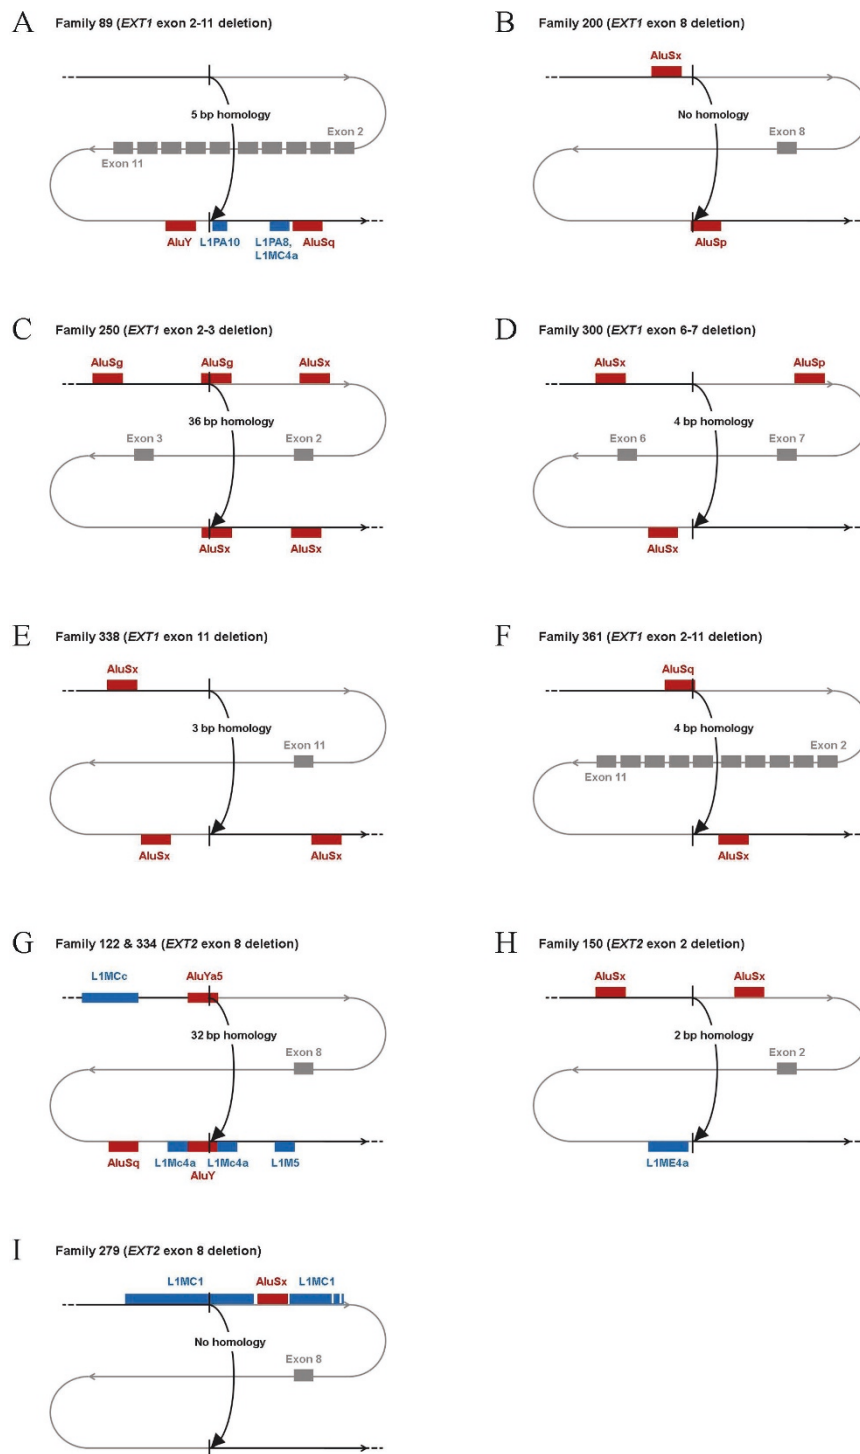 A Family 89 (EXT1 exon 2-11 deletion)
5 bp homology
Exon 2
Exon 11
AluY
L1PA10
L1PA8,
L1MC4a
AluSq
B Family 200 (EXT1 exon 8 deletion)
AluSx
No homology
Exon 8
AluSp
C Family 250 (EXT1 exon 2-3 deletion)
AluSg AluSg AluSx
36 bp homology
Exon 3 Exon 2
AluSx AluSx
D Family 300 (EXT1 exon 6-7 deletion)
AluSx AluSp
4 bp homology
Exon 6 Exon 7
AluSx
E Family 338 (EXT1 exon 11 deletion)
AluSx
3 bp homology
Exon 11
AluSx AluSx
F Family 361 (EXT1 exon 2-11 deletion)
AluSq
4 bp homology
Exon 2
Exon 11
AluSx
G Family 122 & 334 (EXT2 exon 8 deletion)
L1MCc AluYa5
32 bp homology
Exon 8
AluSq L1Mc4a L1Mc4a L1M5
AluY
H Family 150 (EXT2 exon 2 deletion)
AluSx AluSx
2 bp homology
Exon 2
L1ME4a
I Family 279 (EXT2 exon 8 deletion)
L1MC1 AluSx L1MC1
No homology
Exon 8